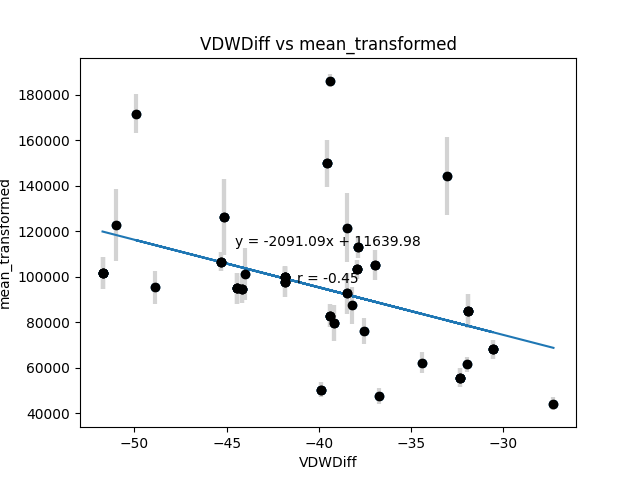 VDWDiff vs mean_transformed
mean_transformed
180000
160000
140000
120000
100000
80000
60000
40000
y = -2091.09x + 11639.98
r = -0.45
−50
−45
−40
−35
−30
VDWDiff